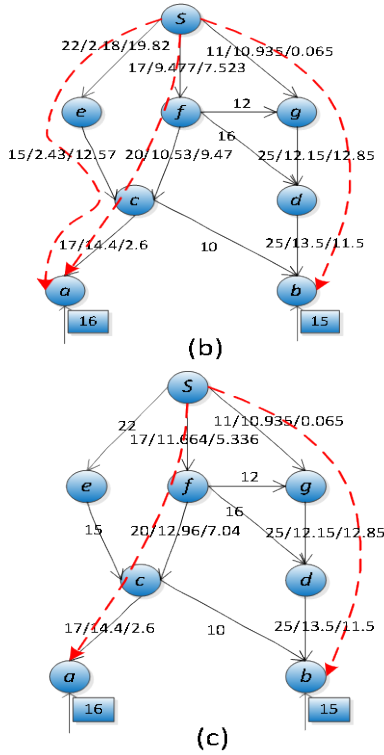 S
22/2.18/19.82
11/10.935/0.065
17/9.477/7.523
e
f
12
g
16
15/2.43/12.57
20/10.53/9.47
25/12.15/12.85
c
d
17/14.4/2.6
10
25/13.5/11.5
a
b
16
15
(b)
S
22
11/10.935/0.065
17/11.664/5.336
e
f
12
g
16
15
20/12.96/7.04
25/12.15/12.85
c
d
17/14.4/2.6
10
25/13.5/11.5
a
b
16
15
(c)